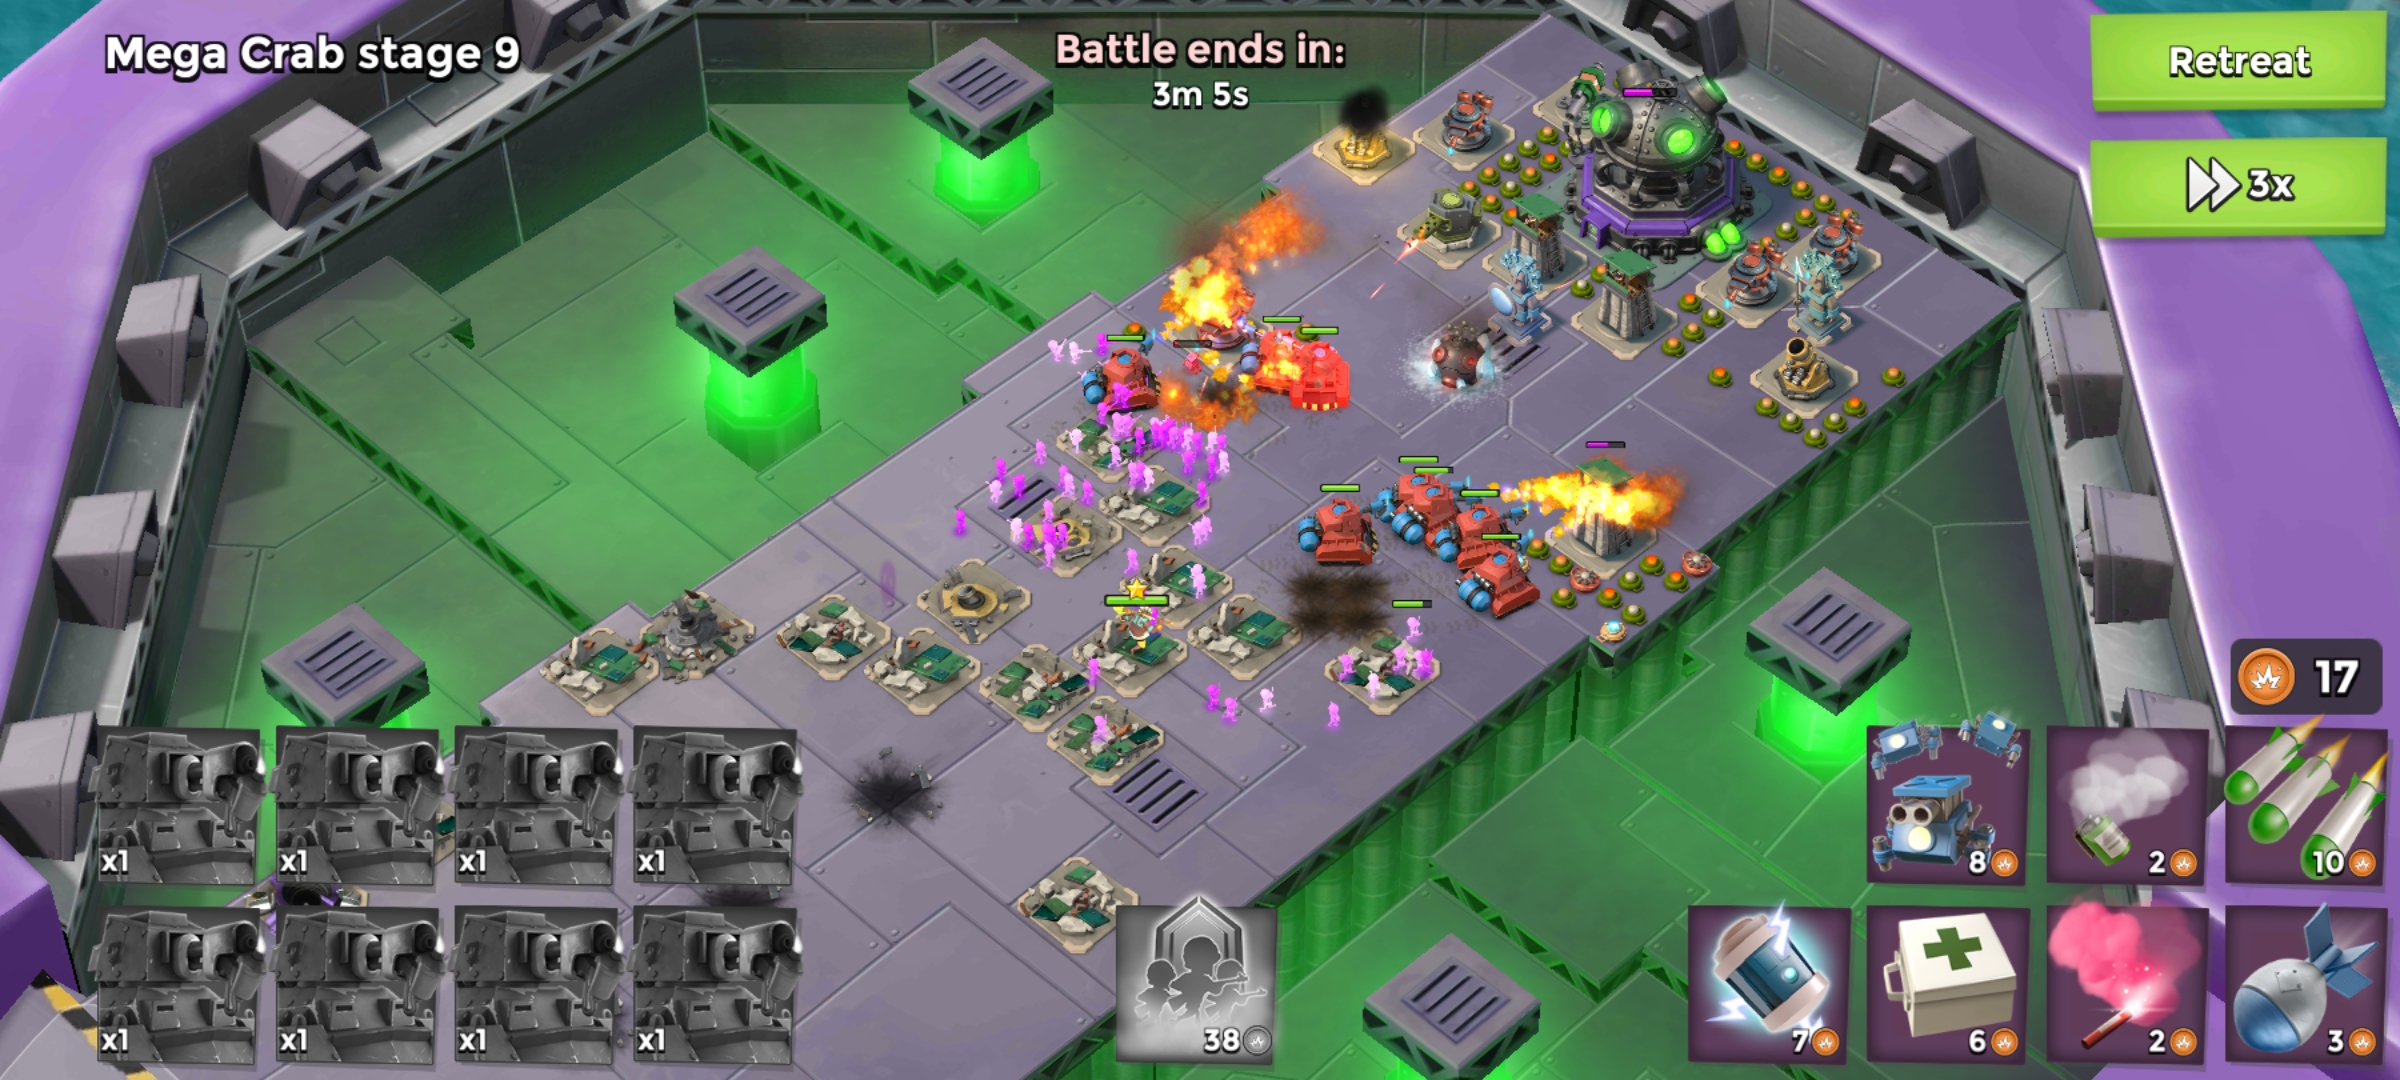 Mega Crab stage 9
Battle ends in:
3m 5s
Retreat
3x
17
8
2
10
x1
x1
x1
x1
x1
x1
x1
x1
38
7
6
2
3